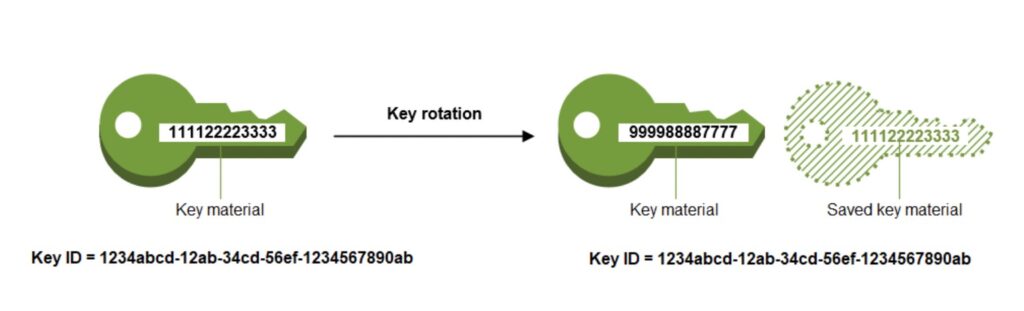 111122223333
Key rotation
999988887777
111122223333
Key material
Key material
Saved key material
Key ID = 1234abcd-12ab-34cd-56ef-1234567890ab
Key ID = 1234abcd-12ab-34cd-56ef-1234567890ab